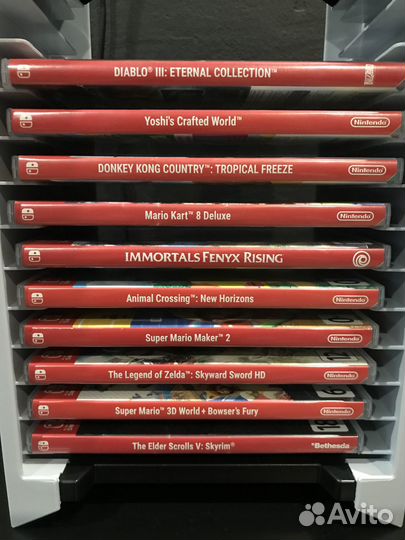 DIABLO® III: ETERNAL COLLECTION™
Yoshi's Crafted World™ Nintendo
DONKEY KONG COUNTRY™: TROPICAL FREEZE Nintendo
Mario Kart™ 8 Deluxe Nintendo
IMMORTALS FENYX RISING
Animal Crossing™: New Horizons Nintendo
Super Mario Maker™ 2 Nintendo
The Legend of Zelda™: Skyward Sword HD Nintendo
Super Mario™ 3D World + Bowser's Fury Nintendo
The Elder Scrolls V: Skyrim® Bethesda
Avito